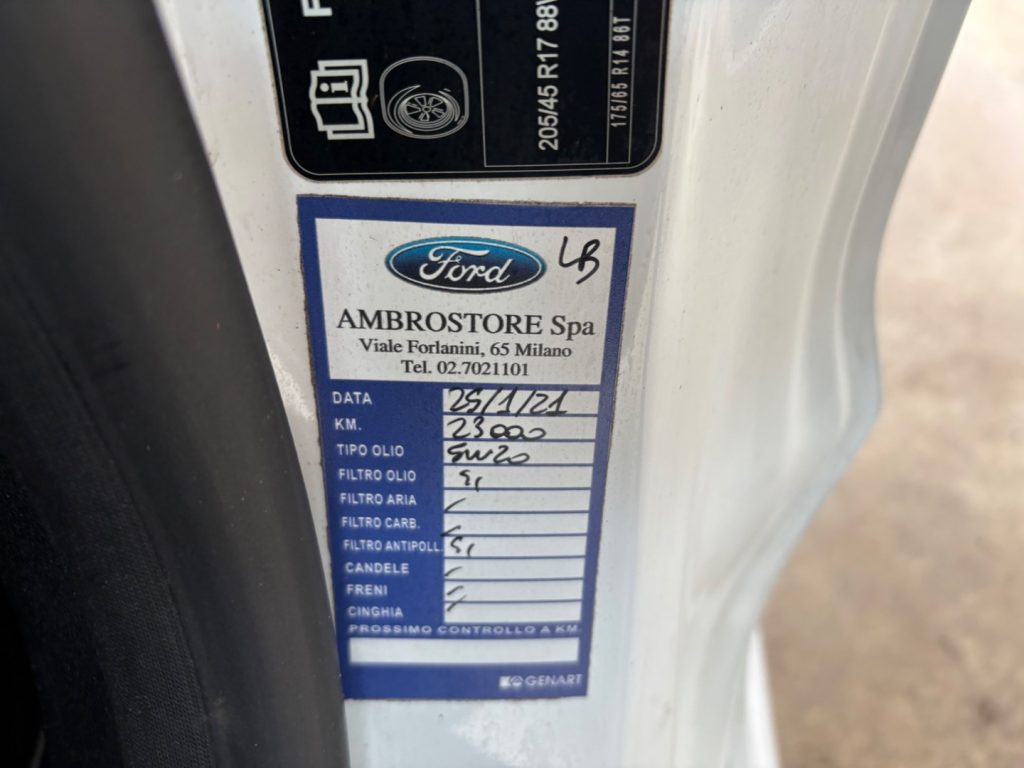 205/45 R17 88
175/65 R14 86T
Ford
LB
AMBROSTORE Spa
Viale Forlanini, 65 Milano
Tel. 02.7021101
DATA 25/1/21
KM. 23000
TIPO OLIO 5W20
FILTRO OLIO Si
FILTRO ARIA /
FILTRO CARB. /
FILTRO ANTIPOLL. Si
CANDELE /
FRENI /
CINGHIA /
PROSSIMO CONTROLLO A KM
GENART